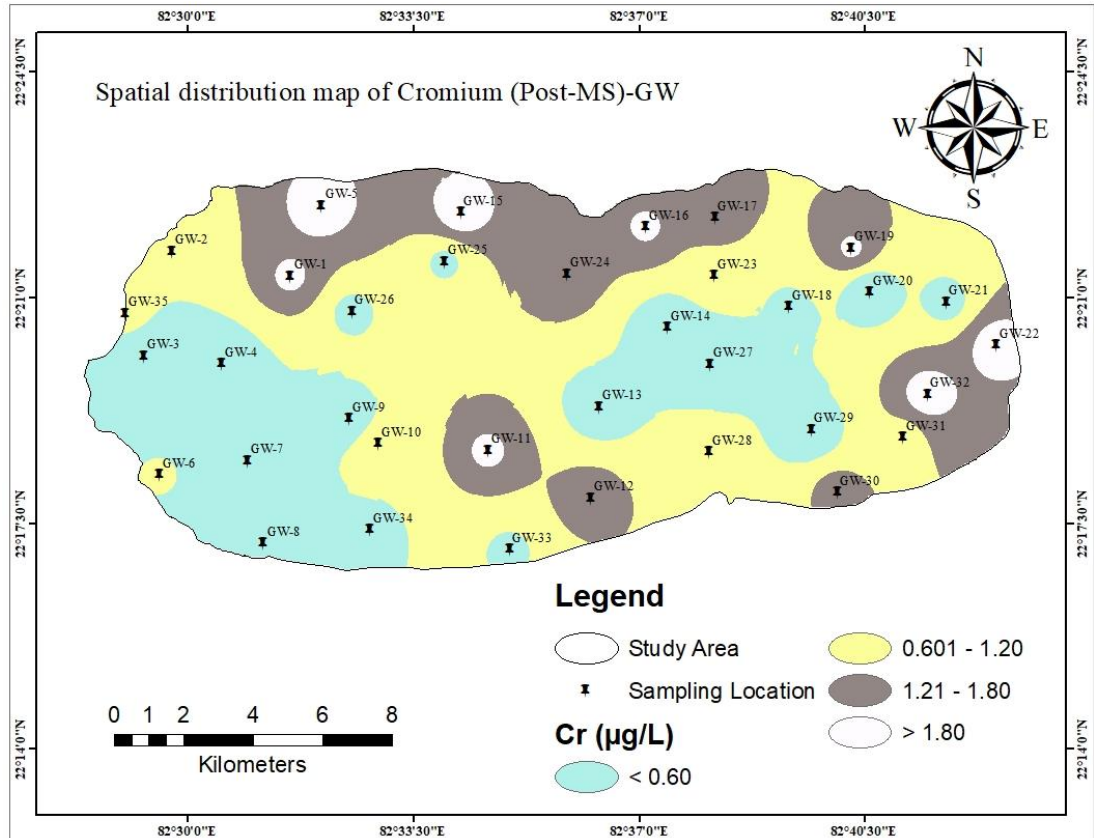 82°30'0"E 82°33'30"E 82°37'0"E 82°40'30"E
22°24'30"N 22°24'30"N
Spatial distribution map of Cromium (Post-MS)-GW
N
W E
S
GW-5
GW-15
GW-16
GW-17
GW-2
GW-19
GW-25
GW-1
GW-24
GW-23
22°21'0"N 22°21'0"N
GW-20
GW-21
GW-18
GW-26
GW-35
GW-14
GW-22
GW-3
GW-4
GW-27
GW-32
GW-13
GW-9
GW-29
GW-31
GW-10
GW-11
GW-28
GW-7
GW-6
GW-30
GW-12
22°17'30"N 22°17'30"N
GW-34
GW-8
GW-33
Legend
Study Area
Sampling Location
Cr (µg/L)
< 0.60
0.601 - 1.20
1.21 - 1.80
> 1.80
0 1 2 4 6 8
Kilometers
22°14'0"N 22°14'0"N
82°30'0"E 82°33'30"E 82°37'0"E 82°40'30"E